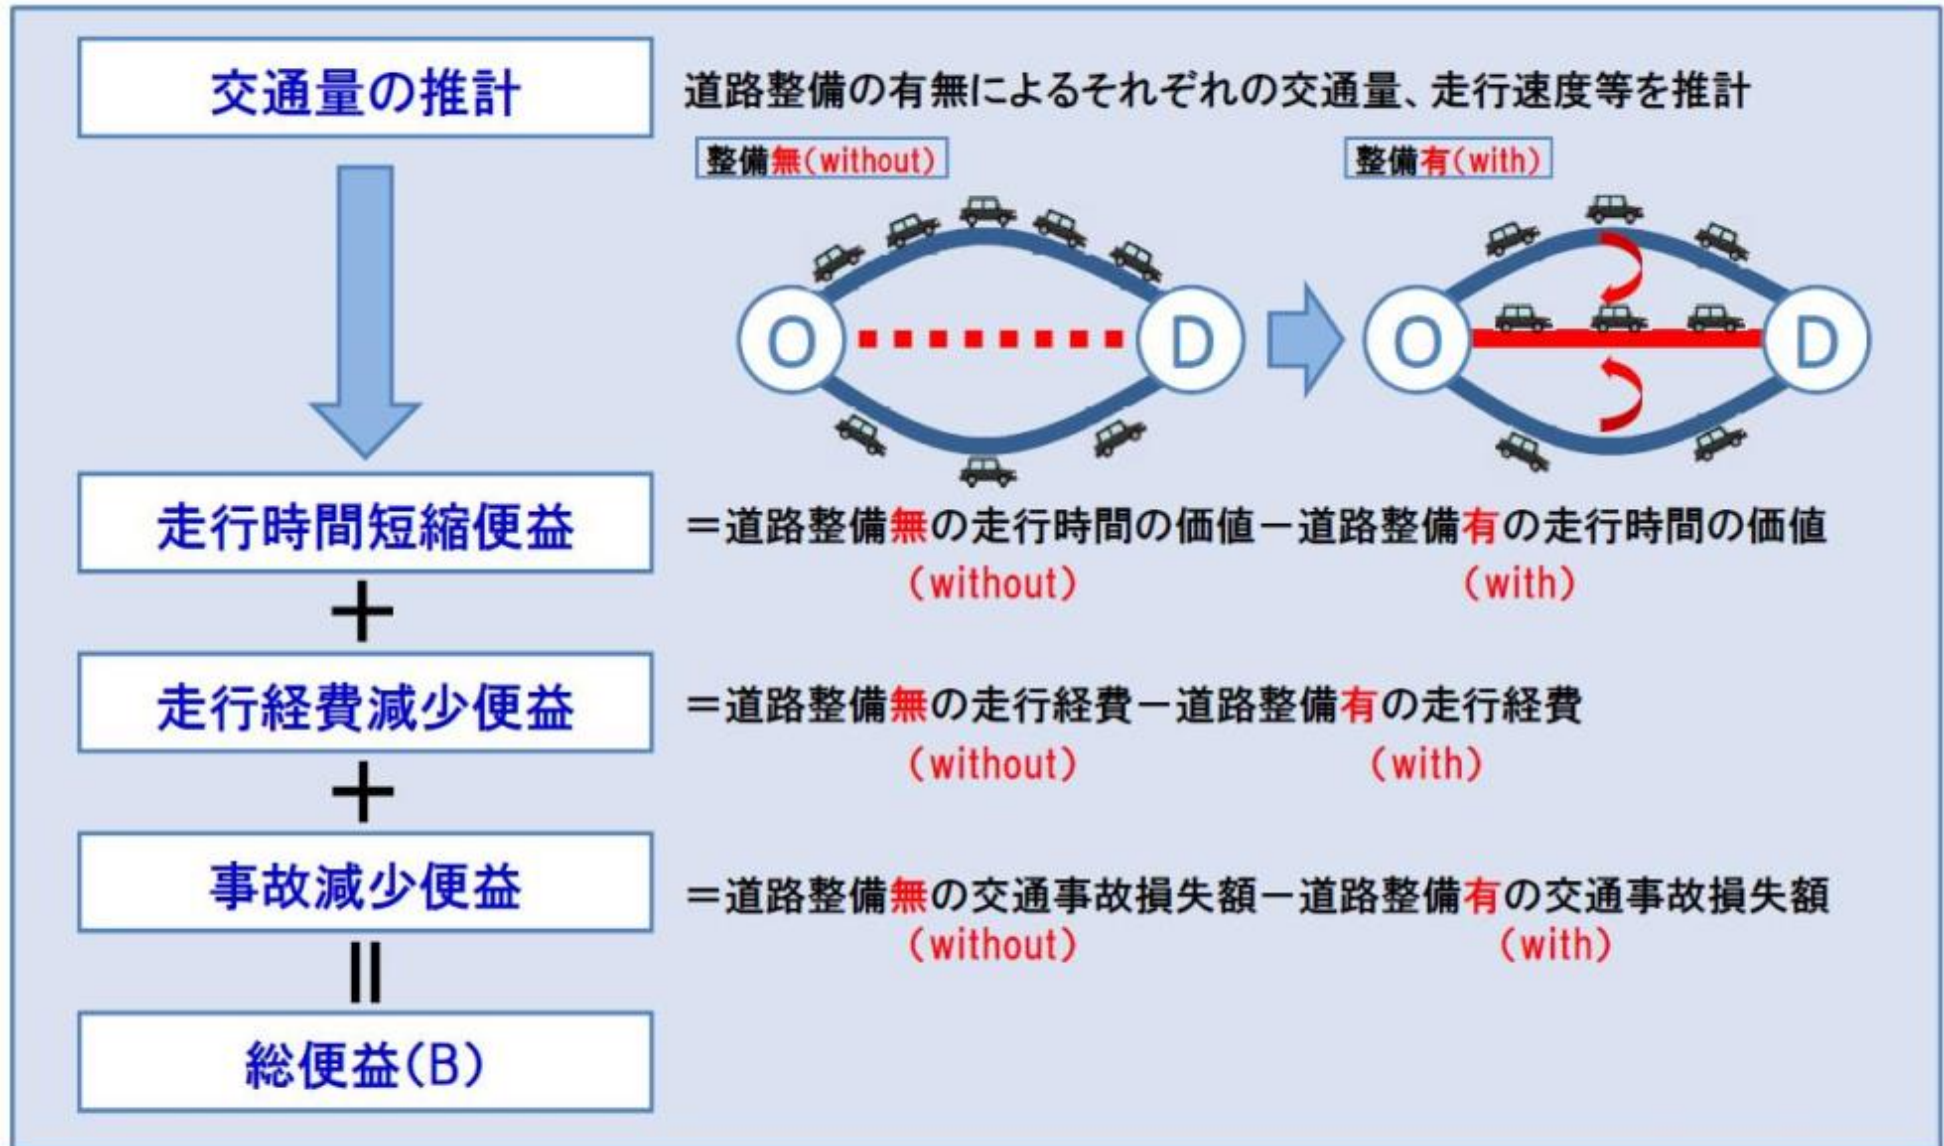 交通量の推計
道路整備の有無によるそれぞれの交通量、走行速度等を推計
整備無(without)
整備有(with)
O
D
O
D
走行時間短縮便益
=道路整備無の走行時間の価値-道路整備有の走行時間の価値
(without)
(with)
+
走行経費減少便益
=道路整備無の走行経費-道路整備有の走行経費
(without)
(with)
+
事故減少便益
=道路整備無の交通事故損失額-道路整備有の交通事故損失額
(without)
(with)
=
総便益(B)